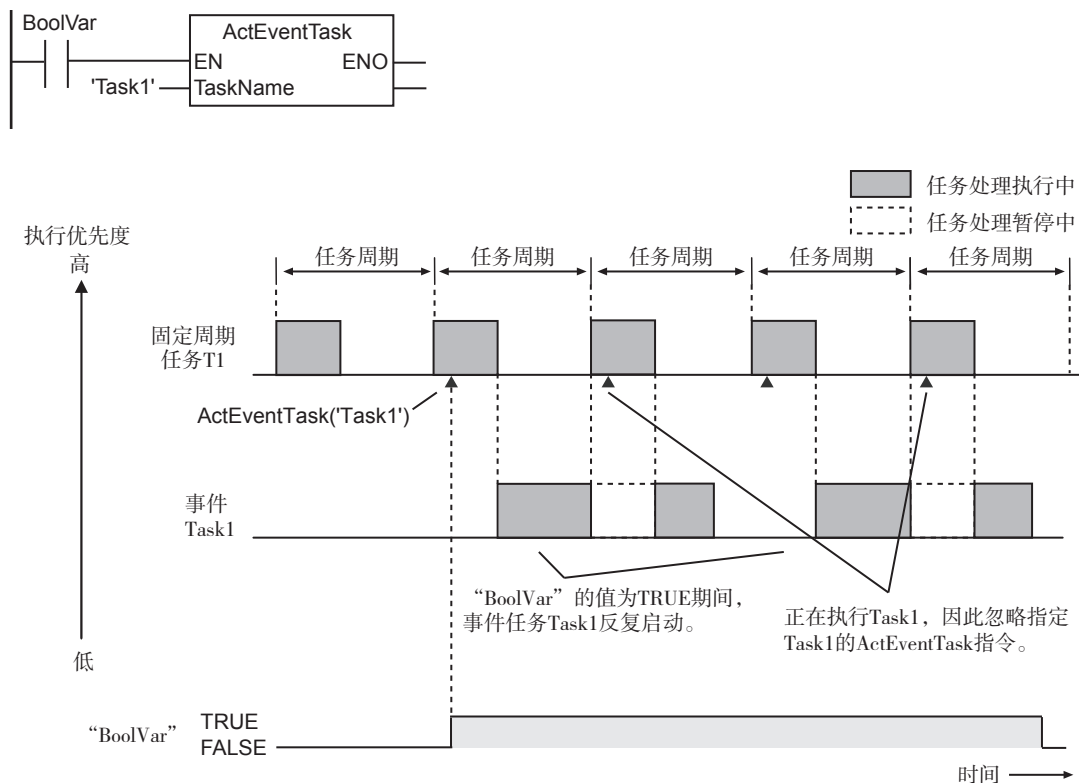 BoolVar
ActEventTask
EN
ENO
'Task1'
TaskName
任务处理执行中
任务处理暂停中
执行优先度
高
任务周期
任务周期
任务周期
任务周期
任务周期
固定周期
任务T1
ActEventTask('Task1')
事件
Task1
“BoolVar”的值为TRUE期间,
事件任务Task1反复启动。
正在执行Task1,因此忽略指定
Task1的ActEventTask指令。
低
“BoolVar”
TRUE
FALSE
时间